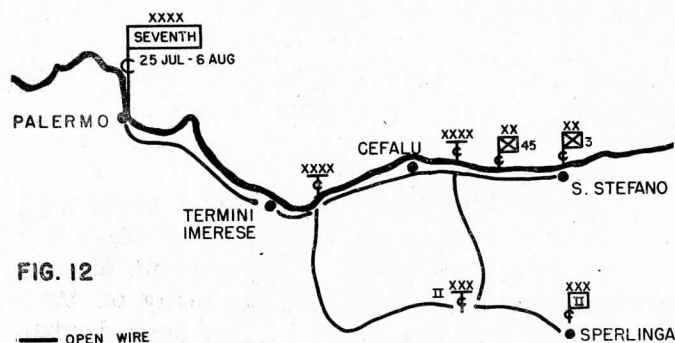 XXXX
SEVENTH
25 JUL - 6 AUG
PALERMO
XXXX
CEFALU
XXXX
XX
45
XX
3
S. STEFANO
TERMINI
IMERESE
FIG. 12
II
XXX
XXX
II
SPERLINGA
OPEN WIRE